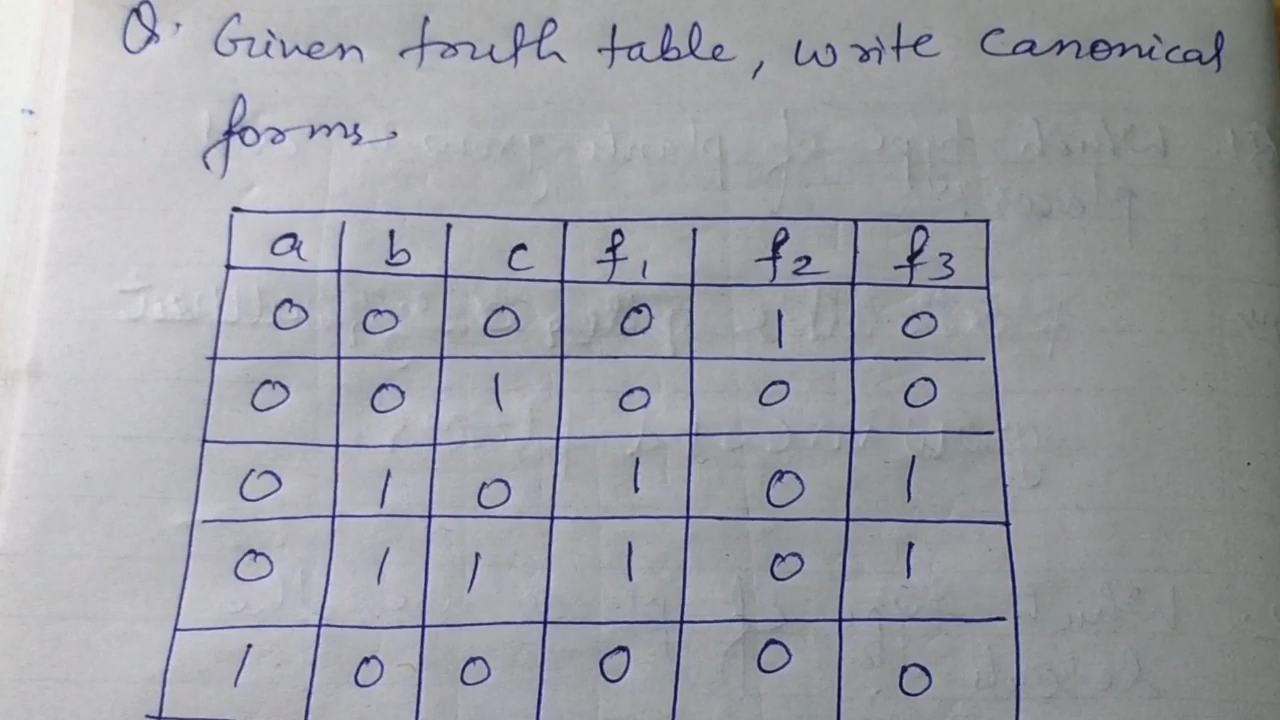 Q. Given truth table, write canonical
forms.
a b c f1 f2 f3
0 0 0 0 1 0
0 0 1 0 0 0
0 1 0 1 0 1
0 1 1 1 0 1
1 0 0 0 0 0